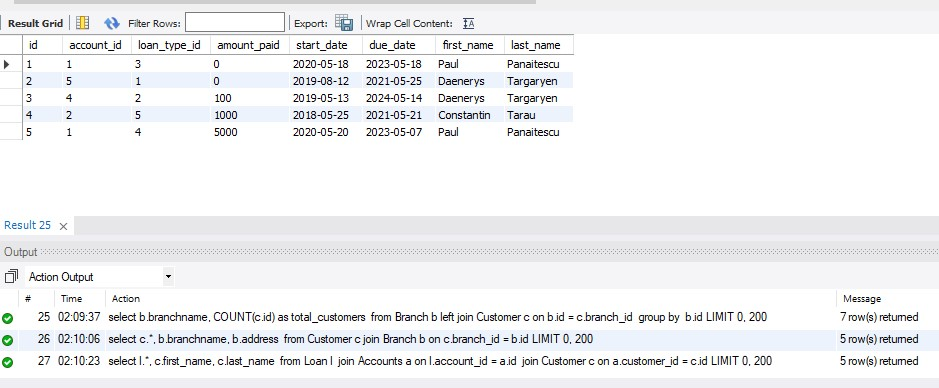 Result Grid Filter Rows: Export: Wrap Cell Content:
id account_id loan_type_id amount_paid start_date due_date first_name last_name
1 1 3 0 2020-05-18 2023-05-18 Paul Panaitescu
2 5 1 0 2019-08-12 2021-05-25 Daenerys Targaryen
3 4 2 100 2019-05-13 2024-05-14 Daenerys Targaryen
4 2 5 1000 2018-05-25 2021-05-21 Constantin Tarau
5 1 4 5000 2020-05-20 2023-05-07 Paul Panaitescu
Result 25
Output
Action Output
# Time Action Message
25 02:09:37 select b.branchname, COUNT(c.id) as total_customers from Branch b left join Customer c on b.id = c.branch_id group by b.id LIMIT 0, 200 7 row(s) returned
26 02:10:06 select c.*, b.branchname, b.address from Customer c join Branch b on c.branch_id = b.id LIMIT 0, 200 5 row(s) returned
27 02:10:23 select l.*, c.first_name, c.last_name from Loan l join Accounts a on l.account_id = a.id join Customer c on a.customer_id = c.id LIMIT 0, 200 5 row(s) returned